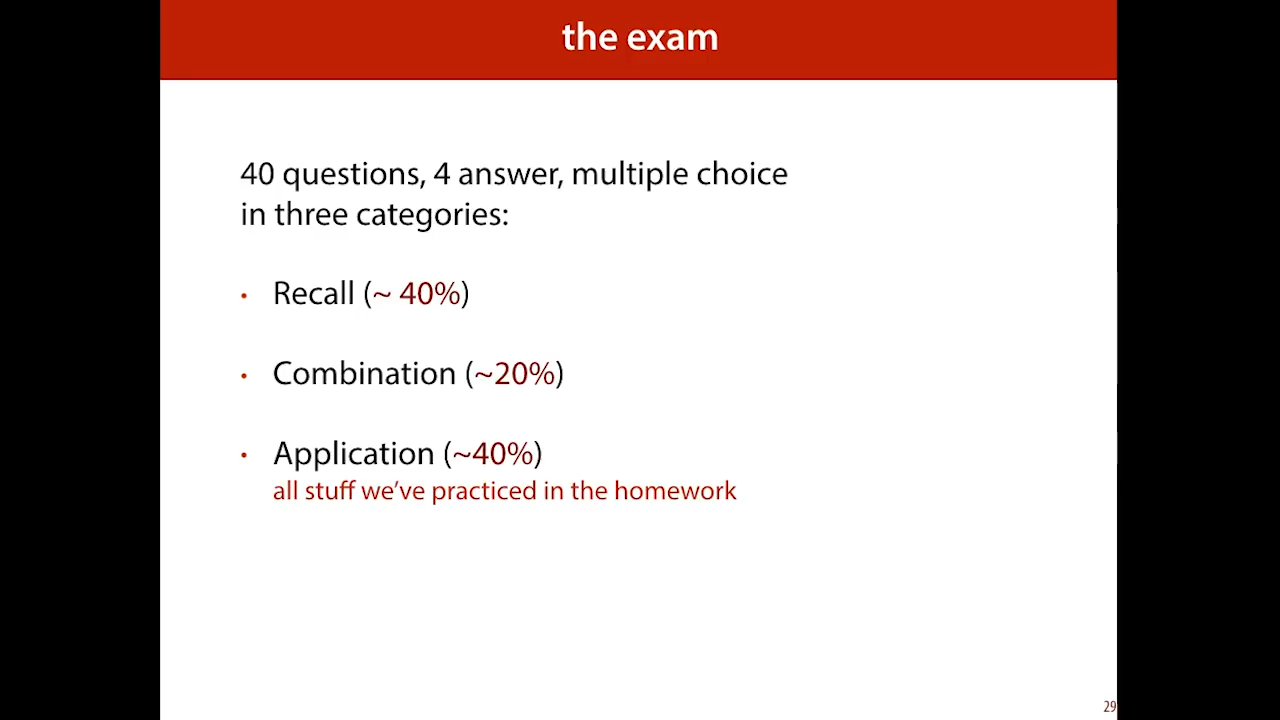 the exam
40 questions, 4 answer, multiple choice
in three categories:
• Recall (~ 40%)
• Combination (~20%)
• Application (~40%)
all stuff we've practiced in the homework
29